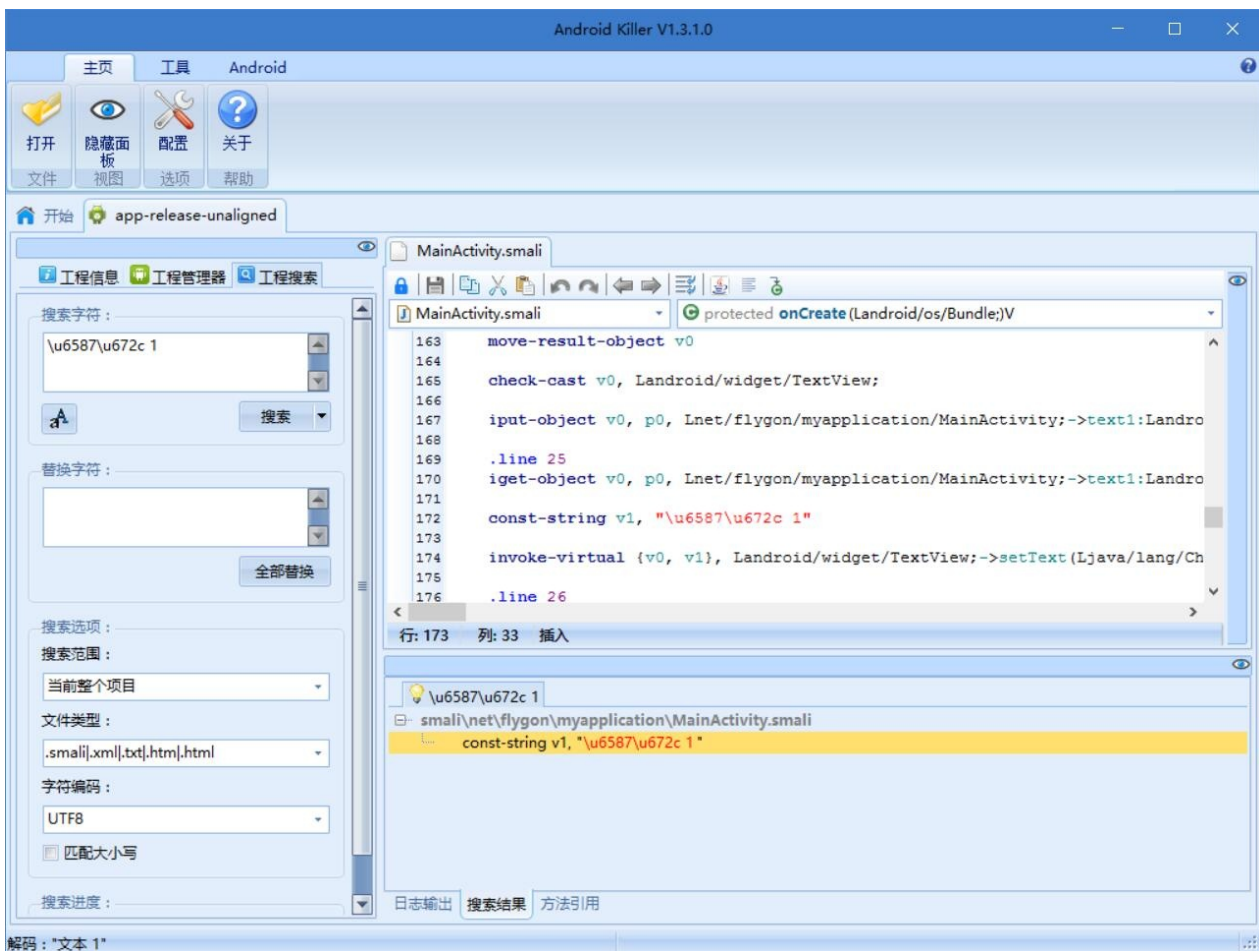 Android Killer V1.3.1.0
主页 工具 Android
打开 隐藏面板 配置 关于
文件 视图 选项 帮助
开始 app-release-unaligned
工程信息 工程管理器 工程搜索
搜索字符：
\u6587\u672c 1
搜索
替换字符：
全部替换
搜索选项：
搜索范围：
当前整个项目
文件类型：
.smali|.xml|.txt|.htm|.html
字符编码：
UTF8
匹配大小写
搜索进度：
MainActivity.smali
MainActivity.smali protected onCreate(Landroid/os/Bundle;)V
163 move-result-object v0
164
165 check-cast v0, Landroid/widget/TextView;
166
167 iput-object v0, p0, Lnet/flygon/myapplication/MainActivity;->text1:Landro
168
169 .line 25
170 iget-object v0, p0, Lnet/flygon/myapplication/MainActivity;->text1:Landro
171
172 const-string v1, "\u6587\u672c 1"
173
174 invoke-virtual {v0, v1}, Landroid/widget/TextView;->setText(Ljava/lang/Ch
175
176 .line 26
行: 173 列: 33 插入
\u6587\u672c 1
smali\net\flygon\myapplication\MainActivity.smali
const-string v1, "\u6587\u672c 1"
日志输出 搜索结果 方法引用
解码："文本 1"